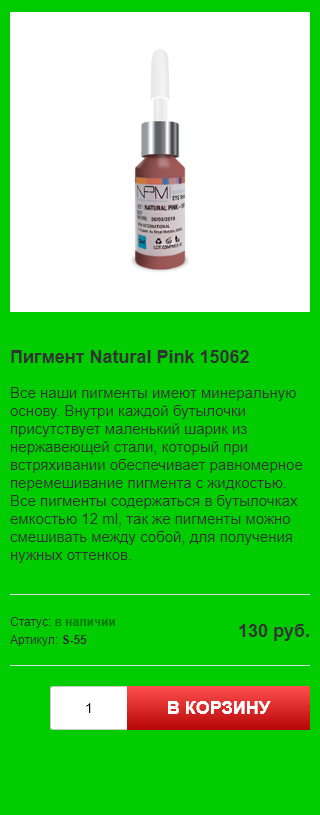 NPM
NATURAL PINK – 15
26/03/2019
NPM INTERNATIONAL
Пигмент Natural Pink 15062
Все наши пигменты имеют минеральную
основу. Внутри каждой бутылочки
присутствует маленький шарик из
нержавеющей стали, который при
встряхивании обеспечивает равномерное
перемешивание пигмента с жидкостью.
Все пигменты содержаться в бутылочках
емкостью 12 ml, так же пигменты можно
смешивать между собой, для получения
нужных оттенков.
Статус: в наличии
Артикул: S-55
130 руб.
1
В КОРЗИНУ